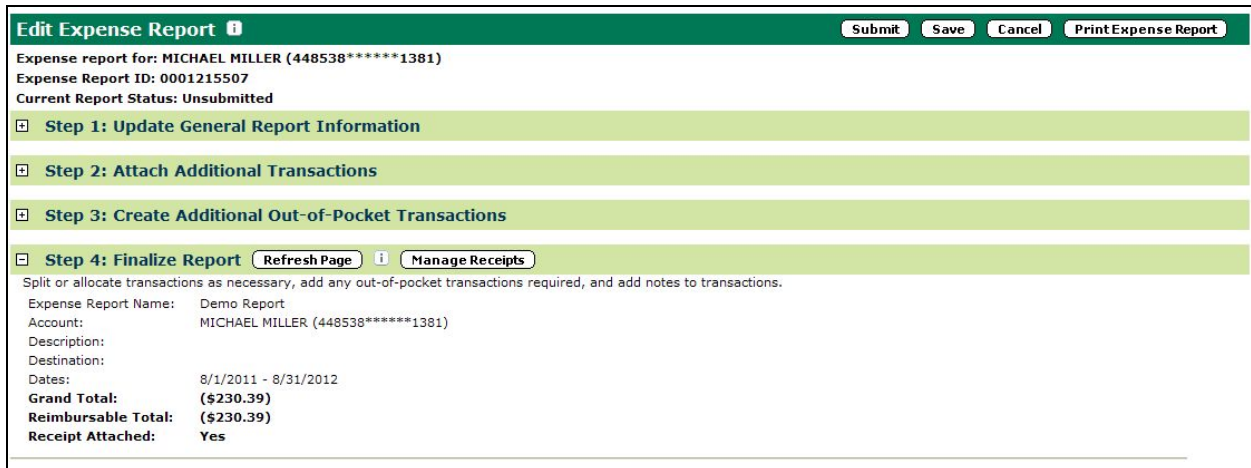 Edit Expense Report i Submit Save Cancel Print Expense Report
Expense report for: MICHAEL MILLER (448538******1381)
Expense Report ID: 0001215507
Current Report Status: Unsubmitted
+ Step 1: Update General Report Information
+ Step 2: Attach Additional Transactions
+ Step 3: Create Additional Out-of-Pocket Transactions
- Step 4: Finalize Report Refresh Page i Manage Receipts
Split or allocate transactions as necessary, add any out-of-pocket transactions required, and add notes to transactions.
Expense Report Name: Demo Report
Account: MICHAEL MILLER (448538******1381)
Description:
Destination:
Dates: 8/1/2011 - 8/31/2012
Grand Total: ($230.39)
Reimbursable Total: ($230.39)
Receipt Attached: Yes